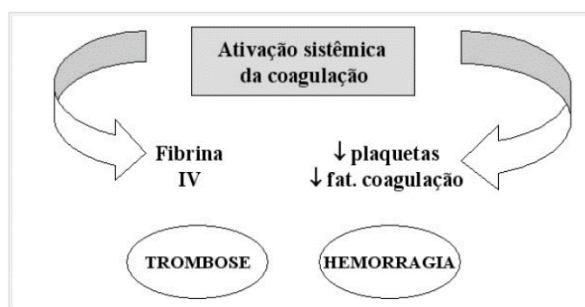 Ativação sistêmica
da coagulação
Fibrina
IV
↓ plaquetas
↓ fat. coagulação
TROMBOSE
HEMORRAGIA